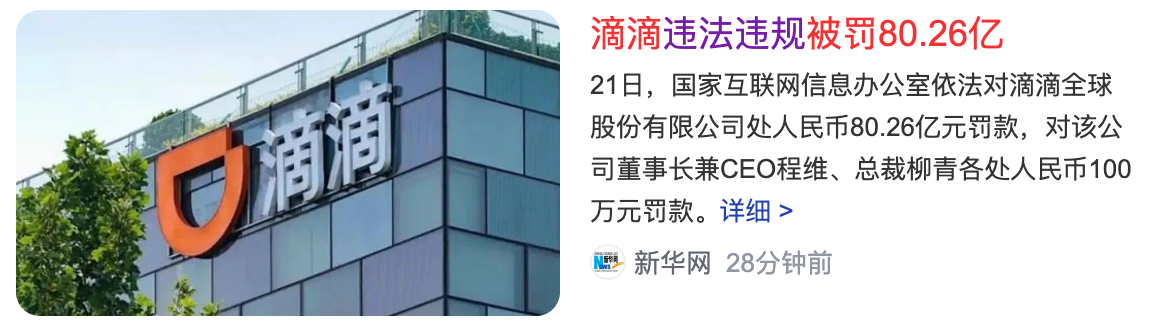 滴滴
滴滴违法违规被罚80.26亿
21日，国家互联网信息办公室依法对滴滴全球
股份有限公司处人民币80.26亿元罚款，对该公
司董事长兼CEO程维、总裁柳青各处人民币100
万元罚款。详细 >
新华网
News
新华网 28分钟前